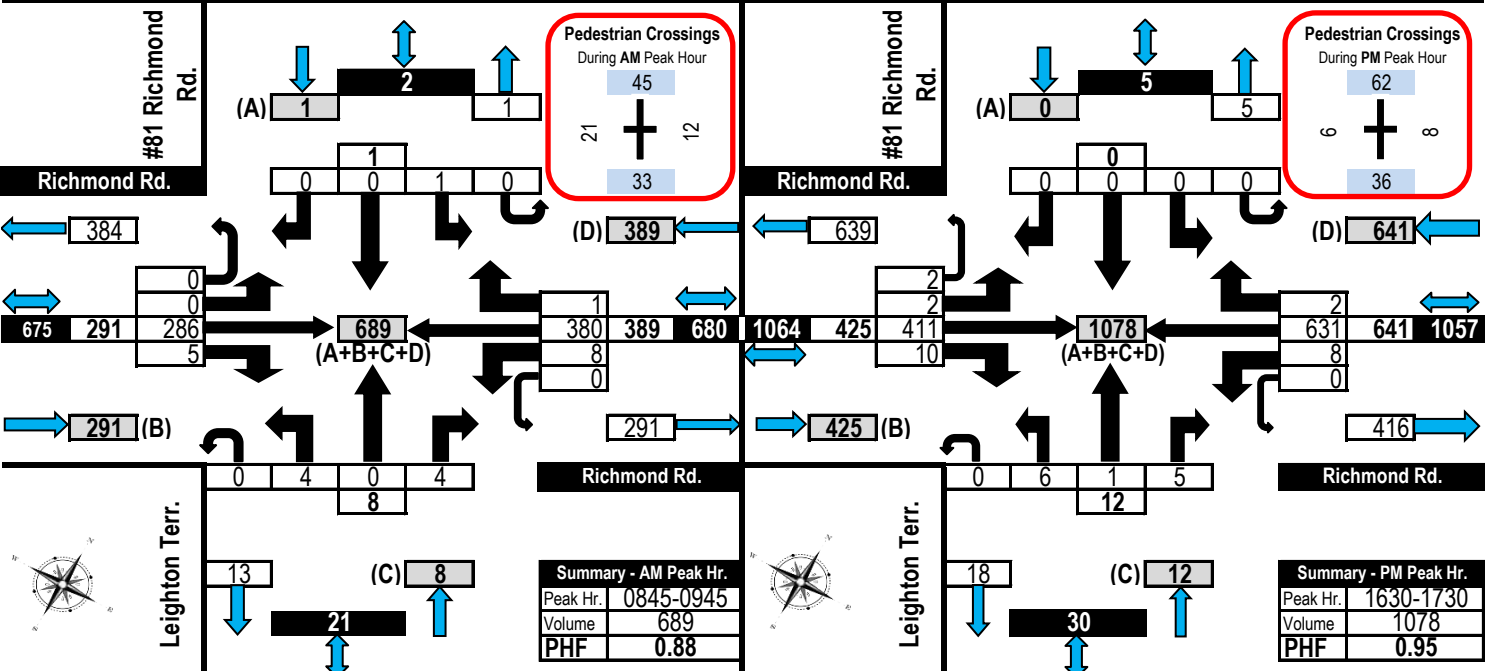 #81 Richmond
Rd.
2
(A) 1
1
Pedestrian Crossings
During AM Peak Hour
45
21
12
33
1
0 0 1 0
Richmond Rd.
384
(D) 389
0
0
675 291 286
5
689
(A+B+C+D)
1
380 389 680
8
0
291 (B)
291
0 4 0 4
8
Richmond Rd.
Leighton Terr.
13
(C) 8
21
Summary - AM Peak Hr.
Peak Hr. 0845-0945
Volume 689
PHF 0.88
#81 Richmond
Rd.
5
(A) 0
5
Pedestrian Crossings
During PM Peak Hour
62
6
8
36
0
0 0 0 0
Richmond Rd.
639
(D) 641
2
2
1064 425 411
10
1078
(A+B+C+D)
2
631 641 1057
8
0
425 (B)
416
0 6 1 5
12
Richmond Rd.
Leighton Terr.
18
(C) 12
30
Summary - PM Peak Hr.
Peak Hr. 1630-1730
Volume 1078
PHF 0.95